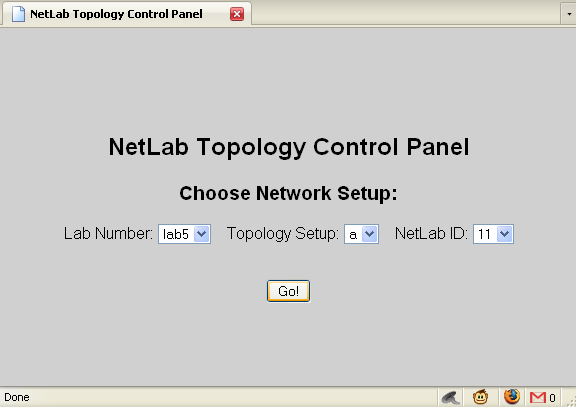 NetLab Topology Control Panel
NetLab Topology Control Panel
Choose Network Setup:
Lab Number: lab5 Topology Setup: a NetLab ID: 11
Go!
Done 0